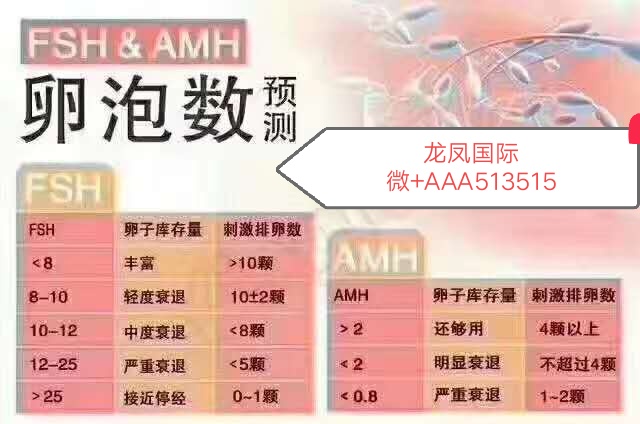 FSH & AMH
卵泡数预测
龙凤国际
微+AAA513515
FSH
FSH 卵子库存量 刺激排卵数
<8 丰富 >10颗
8-10 轻度衰退 10±2颗
10-12 中度衰退 <8颗
12-25 严重衰退 <5颗
>25 接近停经 0~1颗
AMH
AMH 卵子库存量 刺激排卵数
>2 还够用 4颗以上
<2 明显衰退 不超过4颗
<0.8 严重衰退 1~2颗